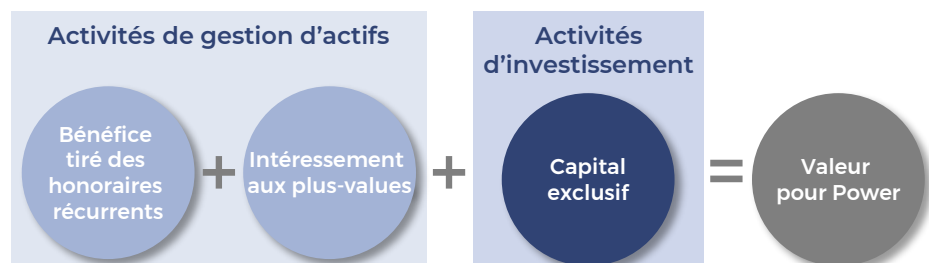 Activités de gestion d'actifs
Activités
d'investissement
Bénéfice
tiré des
honoraires
récurrents
+
Intéressement
aux plus-values
+
Capital
exclusif
=
Valeur
pour Power